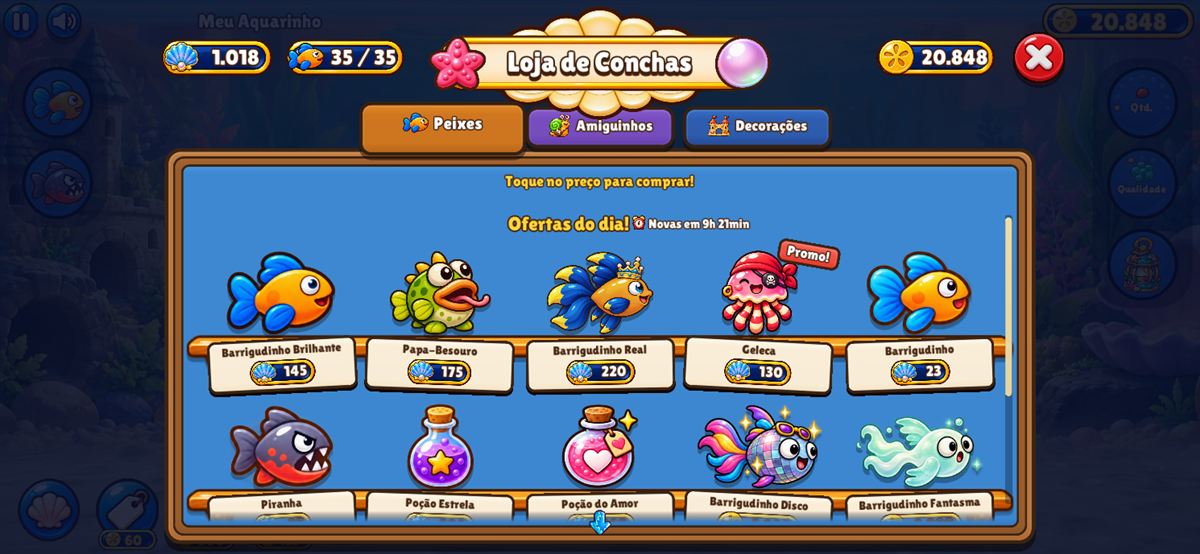 Meu Aquarinho
20.848
1.018
35 / 35
Loja de Conchas
20.848
Peixes
Amiguinhos
Decorações
Qtd.
Qualidade
Toque no preço para comprar!
Ofertas do dia! Novas em 9h 21min
Promo!
Barrigudinho Brilhante
Papa-Besouro
Barrigudinho Real
Geleca
Barrigudinho
145
175
220
130
23
Piranha
Poção Estrela
Poção do Amor
Barrigudinho Disco
Barrigudinho Fantasma
60